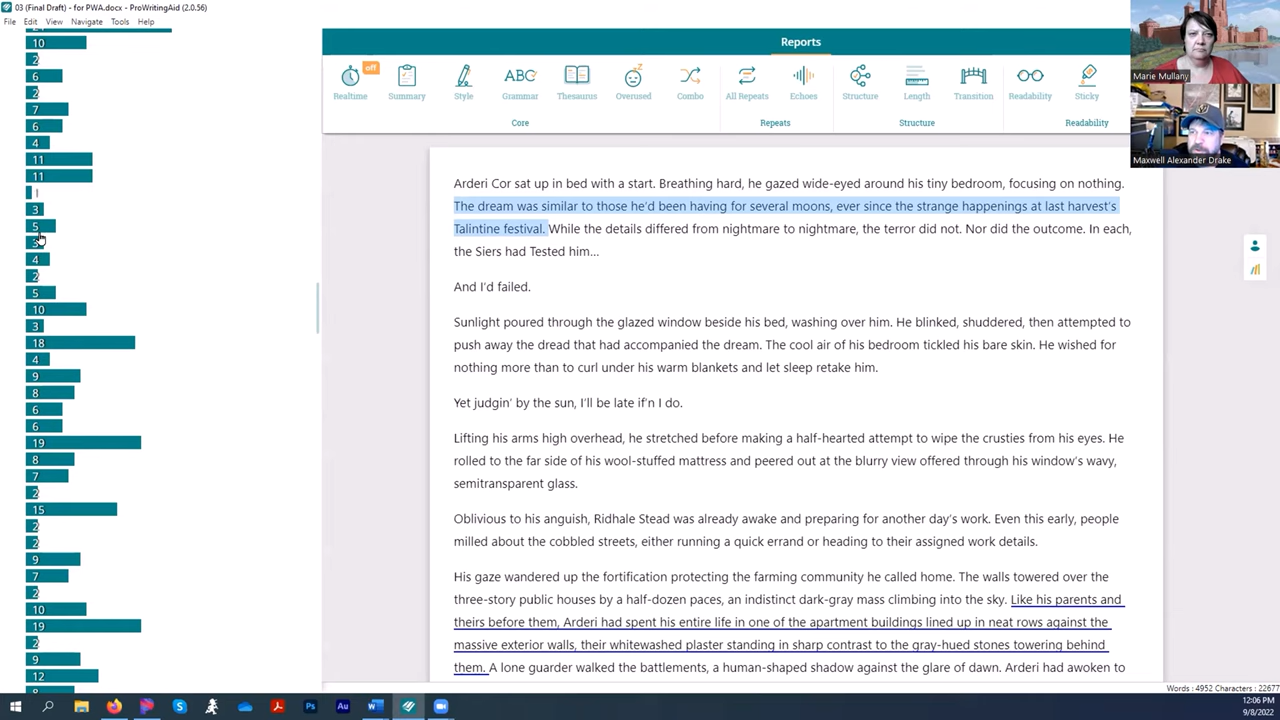 03 (Final Draft) - for PWA.docx - ProWritingAid (2.0.56)
File Edit View Navigate Tools Help
10
2
6
2
7
6
4
11
11
1
3
5
3
4
2
5
10
3
18
4
9
8
6
6
19
8
7
2
15
2
2
9
7
2
10
19
2
9
12
8
Reports
off
Realtime Summary Style Grammar Thesaurus Overused Combo All Repeats Echoes Structure Length Transition Readability Sticky
ABC
Core Repeats Structure Readability
Marie Mullany
Maxwell Alexander Drake
Arderi Cor sat up in bed with a start. Breathing hard, he gazed wide-eyed around his tiny bedroom, focusing on nothing.
The dream was similar to those he'd been having for several moons, ever since the strange happenings at last harvest's
Talintine festival. While the details differed from nightmare to nightmare, the terror did not. Nor did the outcome. In each,
the Siers had Tested him...
And I'd failed.
Sunlight poured through the glazed window beside his bed, washing over him. He blinked, shuddered, then attempted to
push away the dread that had accompanied the dream. The cool air of his bedroom tickled his bare skin. He wished for
nothing more than to curl under his warm blankets and let sleep retake him.
Yet judgin' by the sun, I'll be late if'n I do.
Lifting his arms high overhead, he stretched before making a half-hearted attempt to wipe the crusties from his eyes. He
rolled to the far side of his wool-stuffed mattress and peered out at the blurry view offered through his window's wavy,
semitransparent glass.
Oblivious to his anguish, Ridhale Stead was already awake and preparing for another day's work. Even this early, people
milled about the cobbled streets, either running a quick errand or heading to their assigned work details.
His gaze wandered up the fortification protecting the farming community he called home. The walls towered over the
three-story public houses by a half-dozen paces, an indistinct dark-gray mass climbing into the sky. Like his parents and
theirs before them, Arderi had spent his entire life in one of the apartment buildings lined up in neat rows against the
massive exterior walls, their whitewashed plaster standing in sharp contrast to the gray-hued stones towering behind
them. A lone guarder walked the battlements, a human-shaped shadow against the glare of dawn. Arderi had awoken to
Words : 4952 Characters : 22677
12:06 PM
9/8/2022